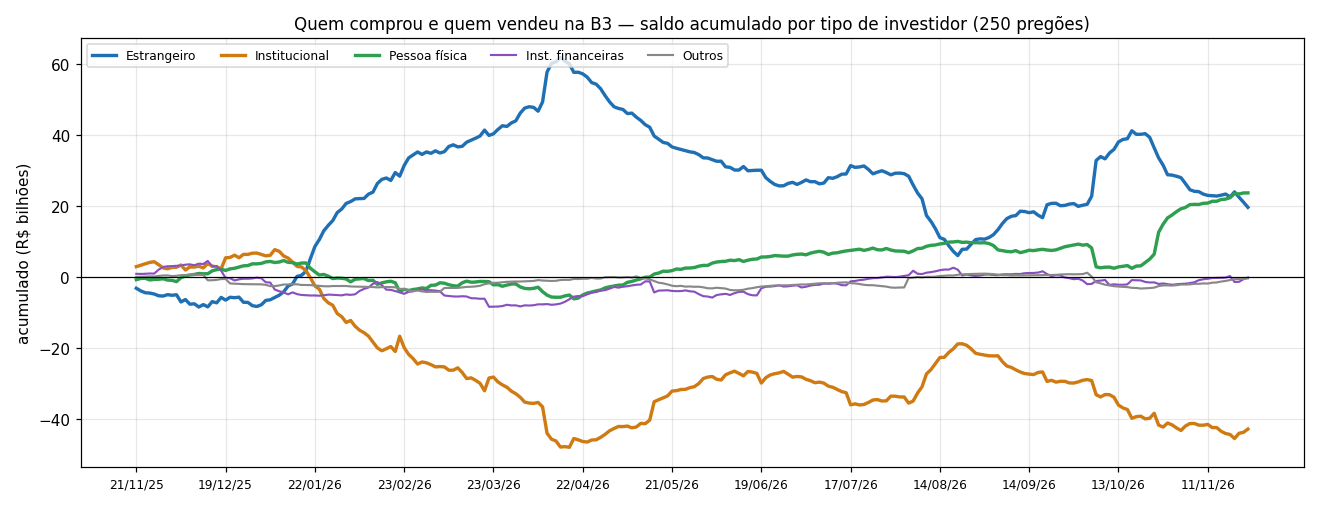 Quem comprou e quem vendeu na B3 — saldo acumulado por tipo de investidor (250 pregões)
Estrangeiro Institucional Pessoa física Inst. financeiras Outros
acumulado (R$ bilhões)
60
40
20
0
−20
−40
21/11/25 19/12/25 22/01/26 23/02/26 23/03/26 22/04/26 21/05/26 19/06/26 17/07/26 14/08/26 14/09/26 13/10/26 11/11/26